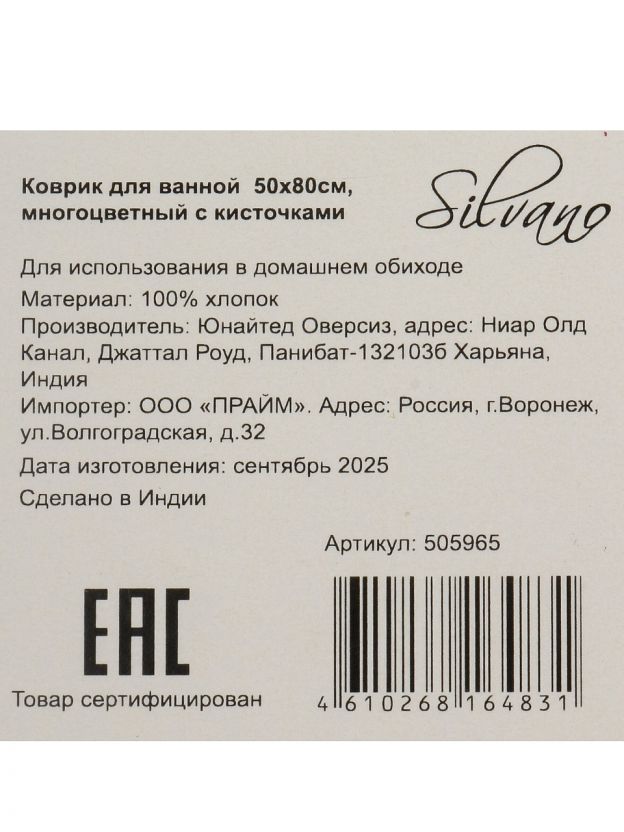 Коврик для ванной 50х80см,
многоцветный с кисточками
Silvano
Для использования в домашнем обиходе
Материал: 100% хлопок
Производитель: Юнайтед Оверсиз, адрес: Ниар Олд
Канал, Джаттал Роуд, Панибат-132103б Харьяна,
Индия
Импортер: ООО «ПРАЙМ». Адрес: Россия, г.Воронеж,
ул.Волгоградская, д.32
Дата изготовления: сентябрь 2025
Сделано в Индии
Артикул: 505965
EAC
Товар сертифицирован
4 610268 164831